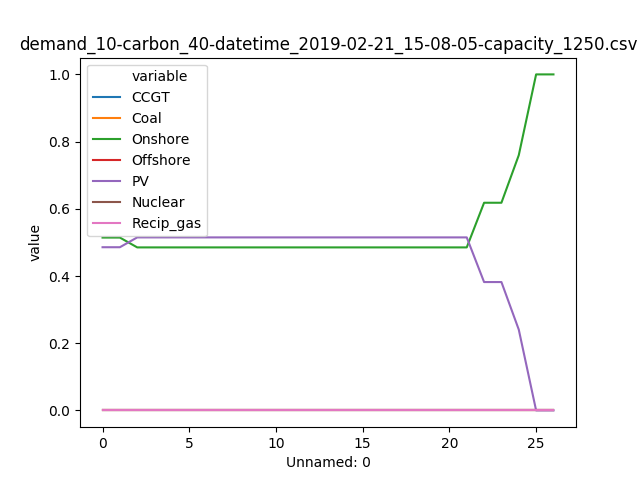 demand_10-carbon_40-datetime_2019-02-21_15-08-05-capacity_1250.csv
variable
CCGT
Coal
Onshore
Offshore
PV
Nuclear
Recip_gas
value
1.0
0.8
0.6
0.4
0.2
0.0
0 5 10 15 20 25
Unnamed: 0